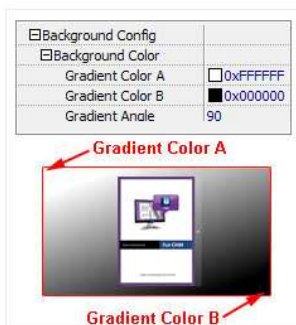 Background Config
Background Color
Gradient Color A 0xFFFFFF
Gradient Color B 0x000000
Gradient Angle 90
Gradient Color A
Gradient Color B